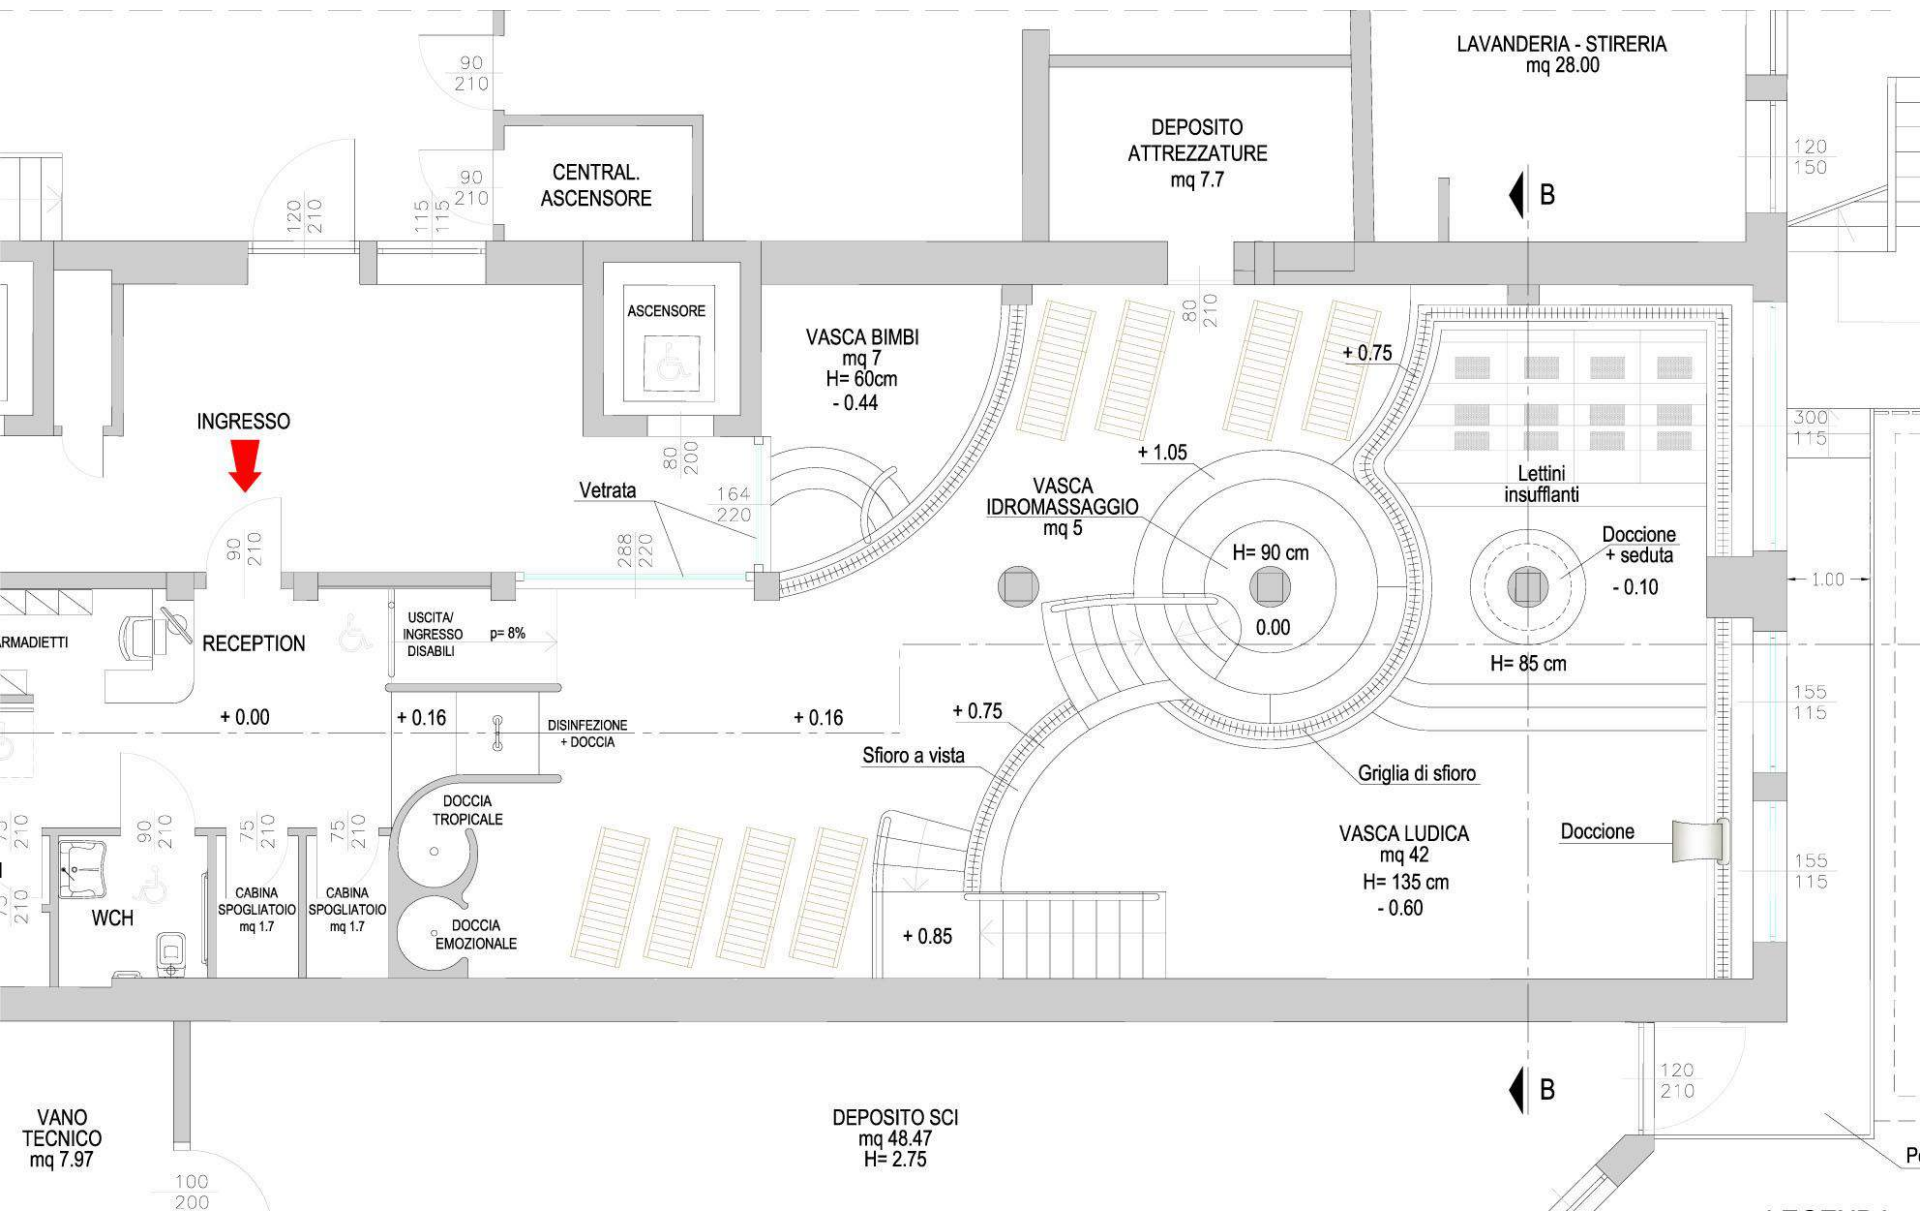 LAVANDERIA - STIRERIA
mq 28.00
90
210
DEPOSITO
ATTREZZATURE
mq 7.7
CENTRAL.
ASCENSORE
90
210
120
210
115
115
120
150
B
ASCENSORE
VASCA BIMBI
mq 7
H= 60cm
- 0.44
80
210
+ 0.75
INGRESSO
80
200
300
115
+ 1.05
Vetrata
164
220
VASCA
IDROMASSAGGIO
mq 5
Lettini
insufflanti
90
210
288
220
H= 90 cm
Doccione
+ seduta
- 0.10
1.00
0.00
H= 85 cm
RECEPTION
USCITA/
INGRESSO
DISABILI
p= 8%
+ 0.00
+ 0.16
DISINFEZIONE
+ DOCCIA
+ 0.16
+ 0.75
155
115
Sfioro a vista
Griglia di sfioro
DOCCIA
TROPICALE
VASCA LUDICA
mq 42
H= 135 cm
- 0.60
Doccione
155
115
75
210
90
210
75
210
75
210
75
210
WCH
CABINA
SPOGLIATOIO
mq 1.7
CABINA
SPOGLIATOIO
mq 1.7
DOCCIA
EMOZIONALE
+ 0.85
B
120
210
VANO
TECNICO
mq 7.97
DEPOSITO SCI
mq 48.47
H= 2.75
100
200